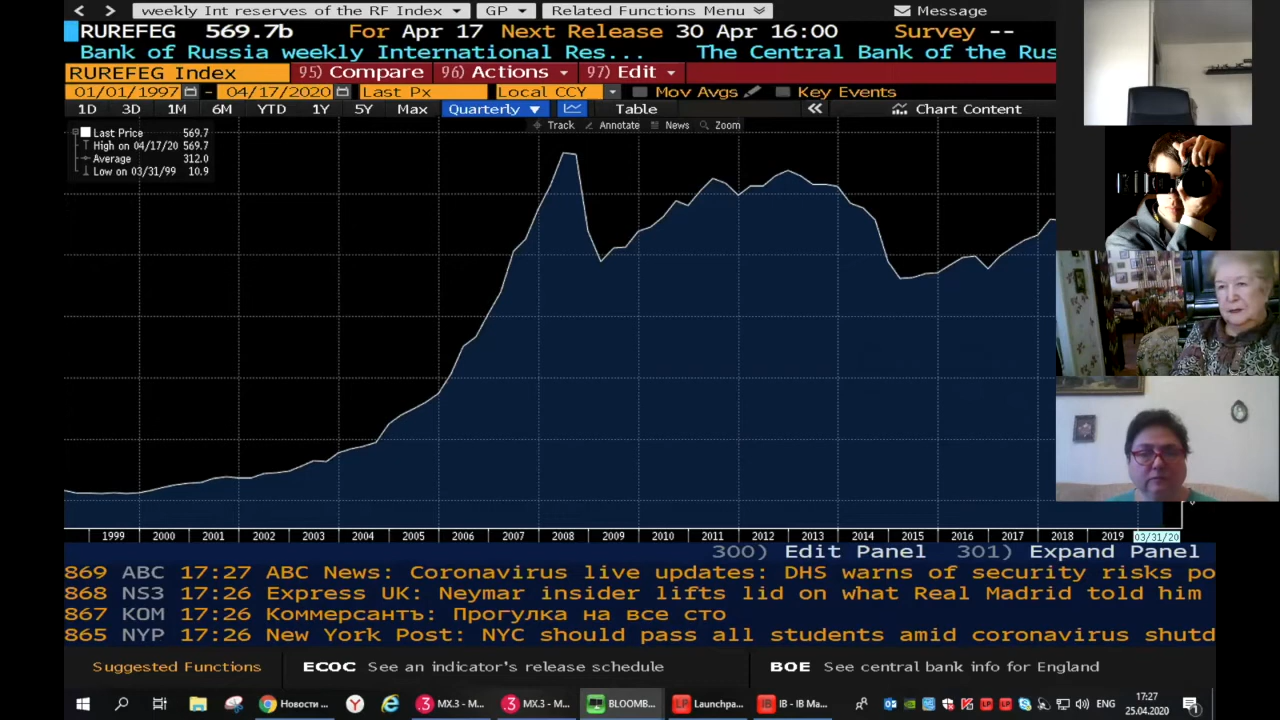 weekly Int reserves of the RF Index GP Related Functions Menu Message
RUREFEG 569.7b For Apr 17 Next Release 30 Apr 16:00 Survey --
Bank of Russia weekly International Res... The Central Bank of the Rus
RUREFEG Index 95) Compare 96) Actions 97) Edit
01/01/1997 - 04/17/2020 Last Px Local CCY Mov Avgs Key Events
1D 3D 1M 6M YTD 1Y 5Y Max Quarterly Table Chart Content
Track Annotate News Zoom
Last Price 569.7
High on 04/17/20 569.7
Average 312.0
Low on 03/31/99 10.9
1999 2000 2001 2002 2003 2004 2005 2006 2007 2008 2009 2010 2011 2012 2013 2014 2015 2016 2017 2018 2019 03/31/20
300) Edit Panel 301) Expand Panel
869 ABC 17:27 ABC News: Coronavirus live updates: DHS warns of security risks po
868 NS3 17:26 Express UK: Neymar insider lifts lid on what Real Madrid told him
867 KOM 17:26 Коммерсантъ: Прогулка на все сто
865 NYP 17:26 New York Post: NYC should pass all students amid coronavirus shutd
Suggested Functions ECOC See an indicator's release schedule BOE See central bank info for England
Новости ... MX.3 - M... MX.3 - M... BLOOMB... Launchpa... IB - IB Ma... ENG 17:27
25.04.2020